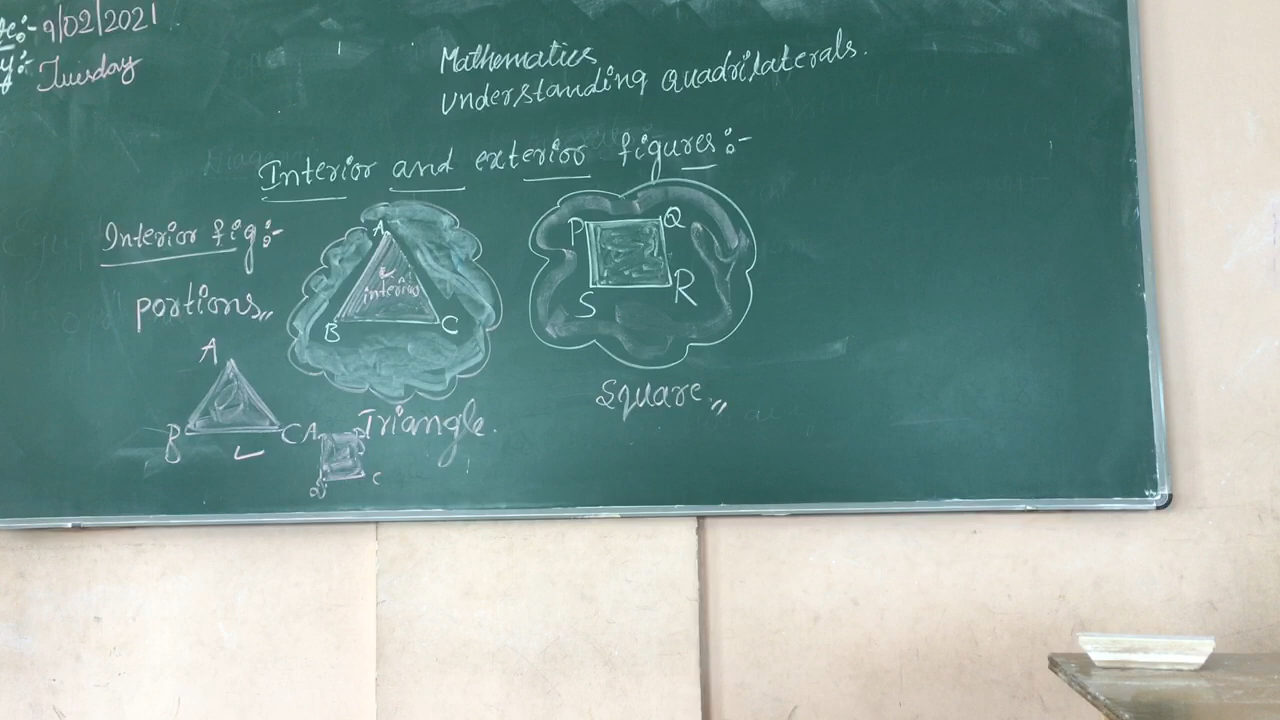 9/02/2021
Tuesday
Mathematics
Understanding quadrilaterals.
Interior and exterior figures:-
Interior fig:-
portions,,
A
interior
B C
P Q
S R
Triangle.
Square.,,
A
B C
A B
D C